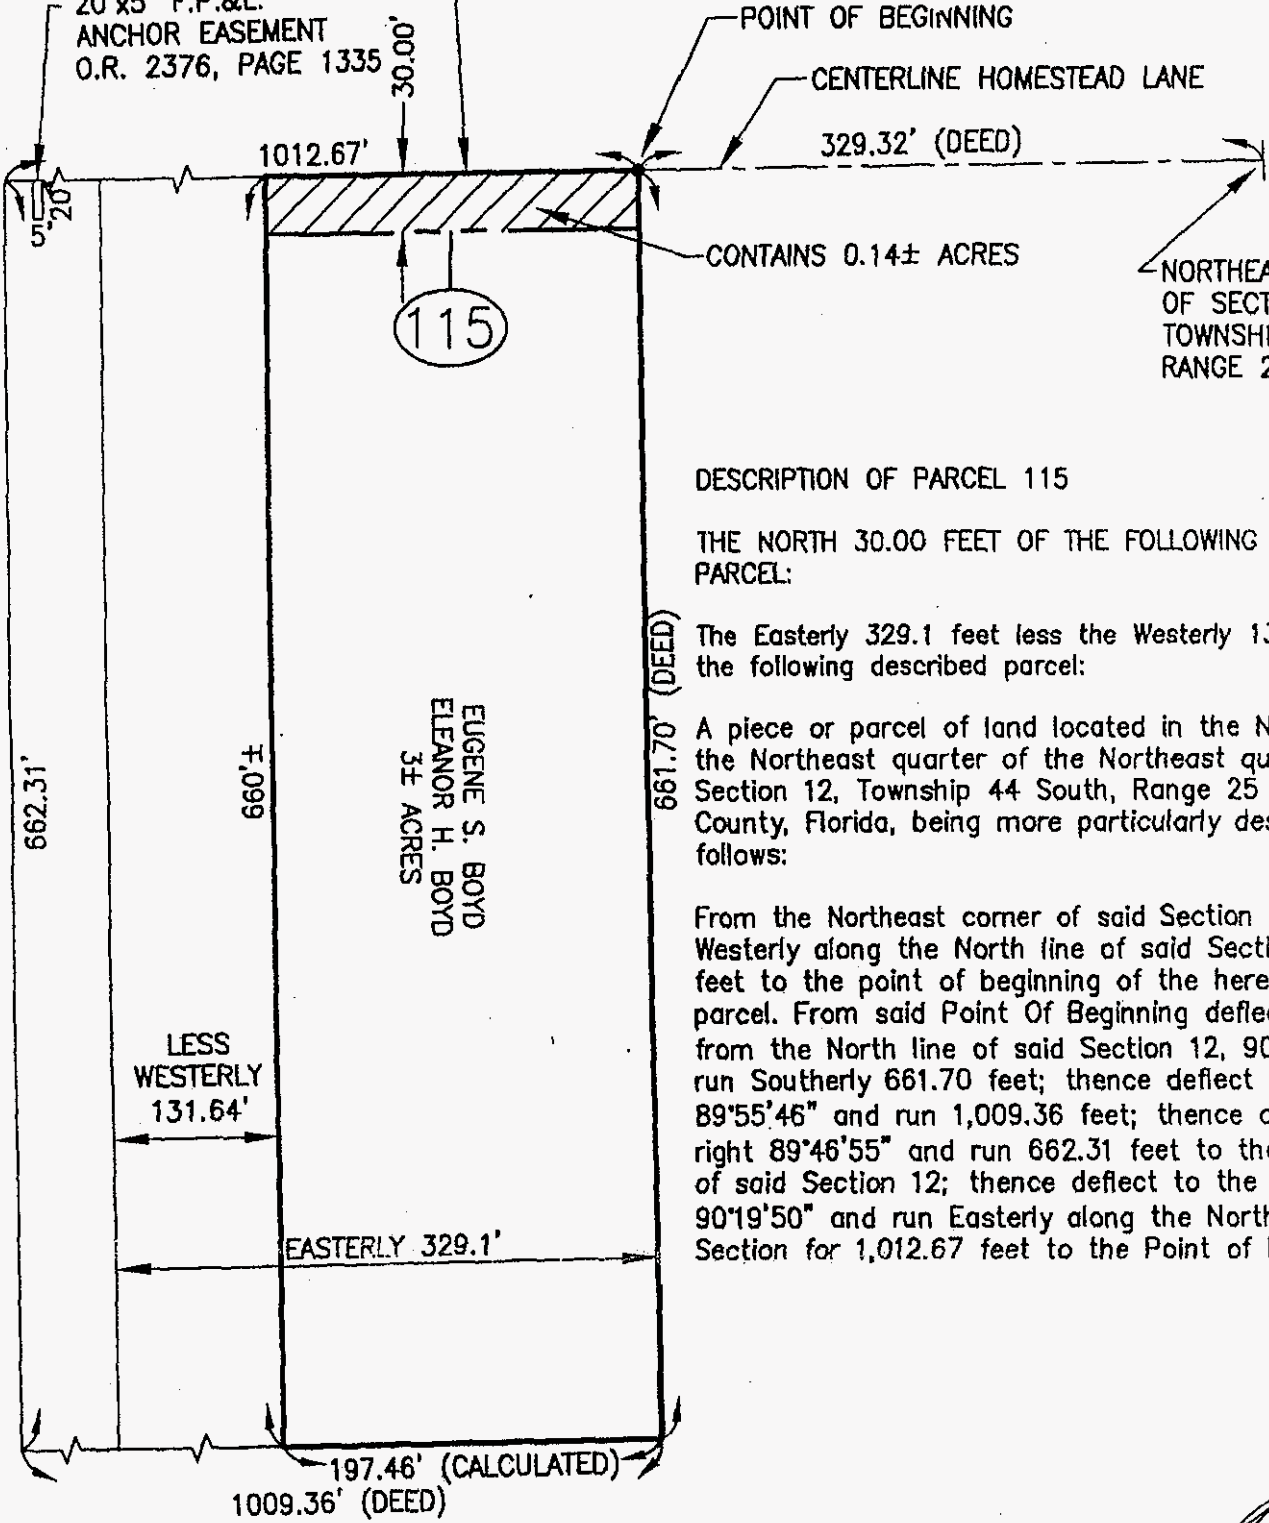 20'x5' F.P.&L.
ANCHOR EASEMENT
O.R. 2376, PAGE 1335
30.00'
POINT OF BEGINNING
CENTERLINE HOMESTEAD LANE
1012.67'
329.32' (DEED)
5'
20'
CONTAINS 0.14± ACRES
115
NORTHEA
OF SECT
TOWNSHI
RANGE 2
DESCRIPTION OF PARCEL 115
THE NORTH 30.00 FEET OF THE FOLLOWING
PARCEL:
The Easterly 329.1 feet less the Westerly 13
the following described parcel:
A piece or parcel of land located in the N
the Northeast quarter of the Northeast qu
Section 12, Township 44 South, Range 25
County, Florida, being more particularly des
follows:
From the Northeast corner of said Section
Westerly along the North line of said Secti
feet to the point of beginning of the here
parcel. From said Point Of Beginning defle
from the North line of said Section 12, 90
run Southerly 661.70 feet; thence deflect
89°55'46" and run 1,009.36 feet; thence d
right 89°46'55" and run 662.31 feet to the
of said Section 12; thence deflect to the
90°19'50" and run Easterly along the North
Section for 1,012.67 feet to the Point of
662.31'
660.'±
661.70' (DEED)
EUGENE S. BOYD
ELEANOR H. BOYD
3± ACRES
LESS
WESTERLY
131.64'
EASTERLY 329.1'
197.46' (CALCULATED)
1009.36' (DEED)